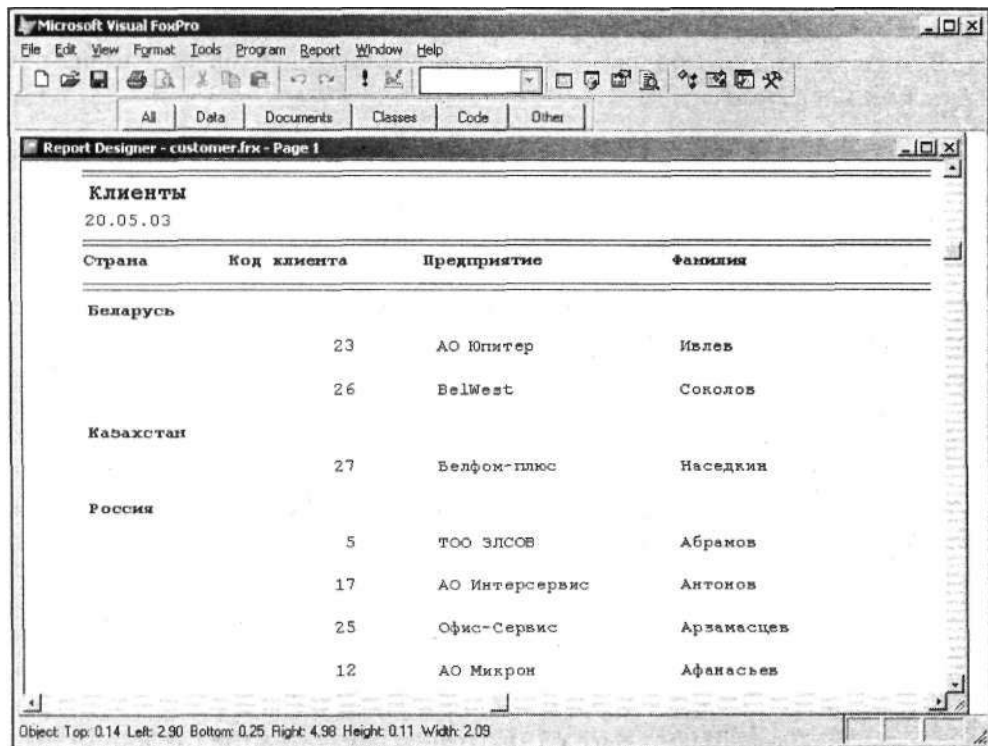 Microsoft Visual FoxPro
File Edit View Format Tools Program Report Window Help
All Data Documents Classes Code Other
Report Designer - customer.frx - Page 1
Клиенты
20.05.03
Страна Код клиента Предприятие Фамилия
Беларусь
23 АО Юпитер Ивлев
26 BelWest Соколов
Казахстан
27 Белфом-плюс Наседкин
Россия
5 ТОО ЭЛСОВ Абрамов
17 АО Интерсервис Антонов
25 Офис-Сервис Арзамасцев
12 АО Микрон Афанасьев
Object: Top: 0.14 Left: 2.90 Bottom: 0.25 Right: 4.98 Height: 0.11 Width: 2.09